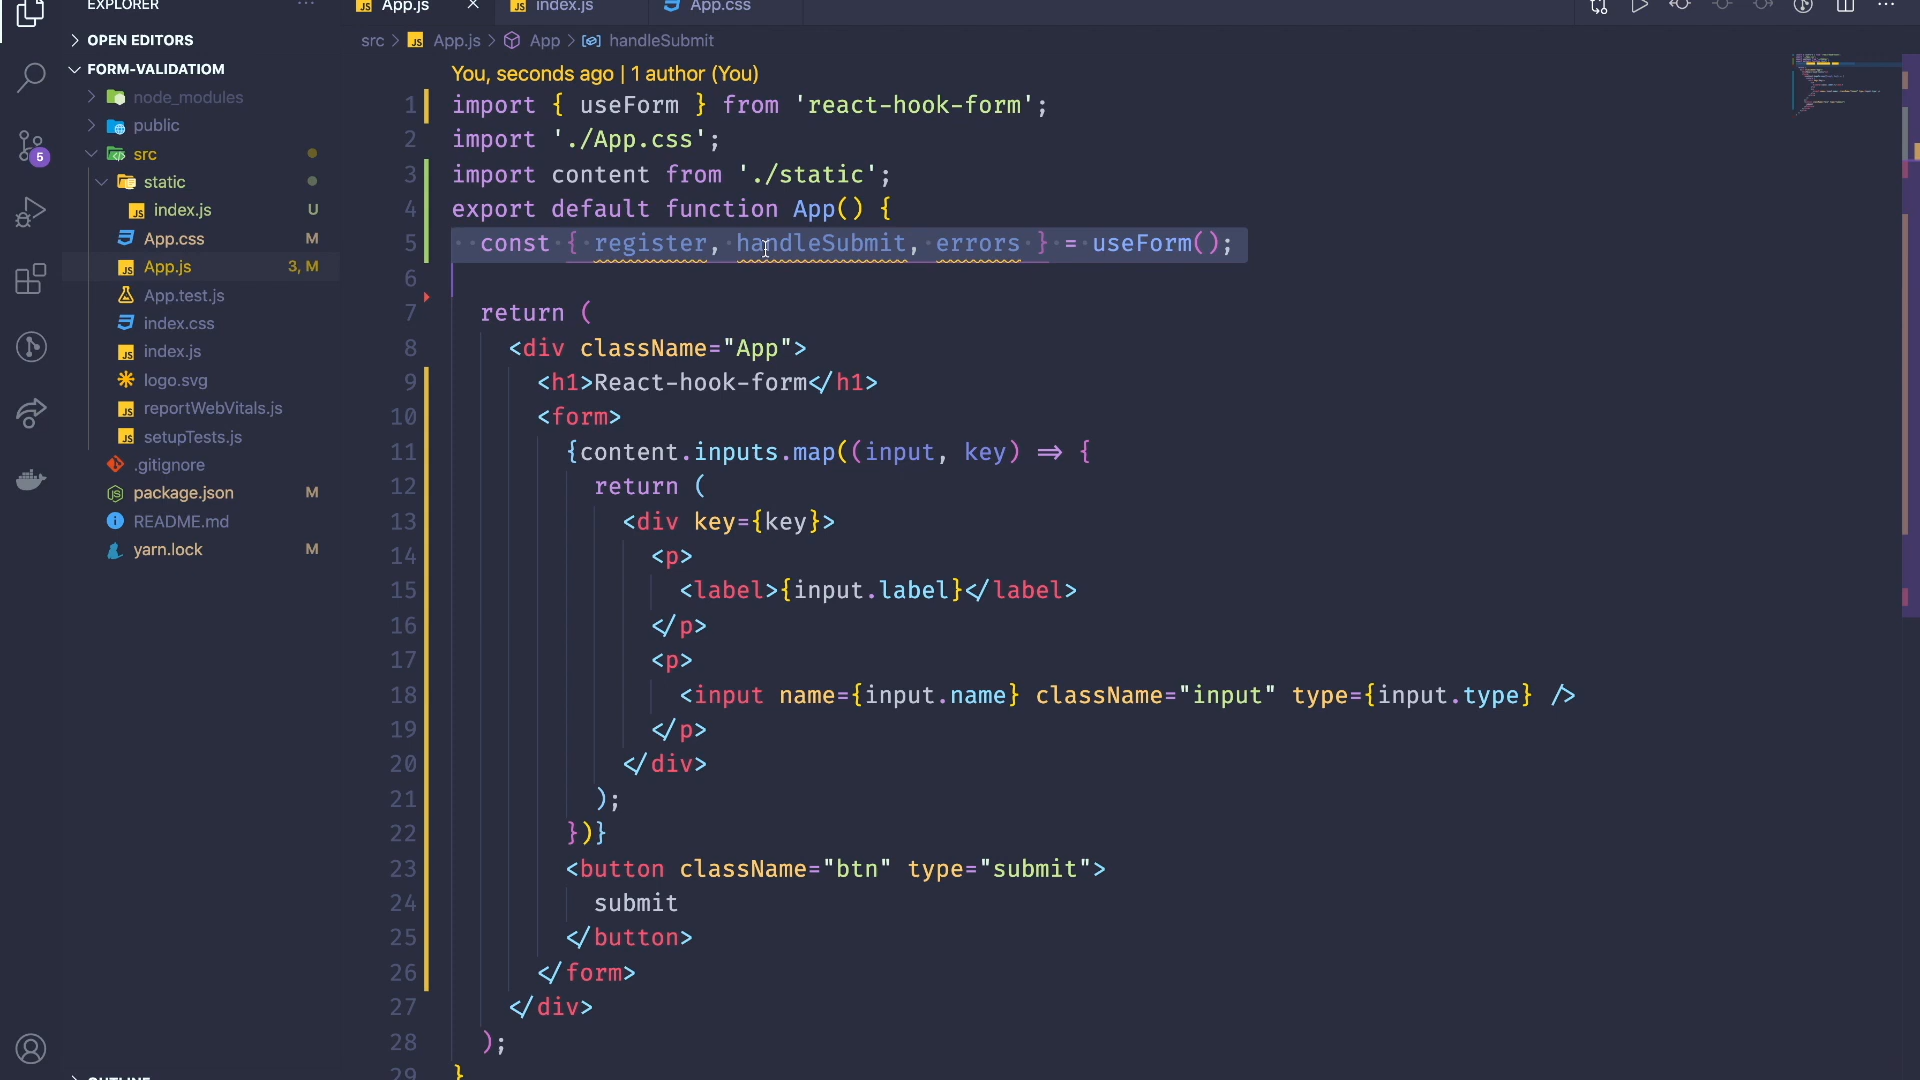 EXPLORER
App.js
index.js
App.css
OPEN EDITORS
src > App.js > App > handleSubmit
FORM-VALIDATIOM
You, seconds ago | 1 author (You)
node_modules
public
src
static
index.js U
App.css M
App.js 3, M
App.test.js
index.css
index.js
logo.svg
reportWebVitals.js
setupTests.js
.gitignore
package.json M
README.md
yarn.lock M
5
1 import { useForm } from 'react-hook-form';
2 import './App.css';
3 import content from './static';
4 export default function App() {
5 const { register, handleSubmit, errors } = useForm();
6
7 return (
8 <div className="App">
9 <h1>React-hook-form</h1>
10 <form>
11 {content.inputs.map((input, key) => {
12 return (
13 <div key={key}>
14 <p>
15 <label>{input.label}</label>
16 </p>
17 <p>
18 <input name={input.name} className="input" type={input.type} />
19 </p>
20 </div>
21 );
22 })}
23 <button className="btn" type="submit">
24 submit
25 </button>
26 </form>
27 </div>
28 );
29 }
OUTLINE